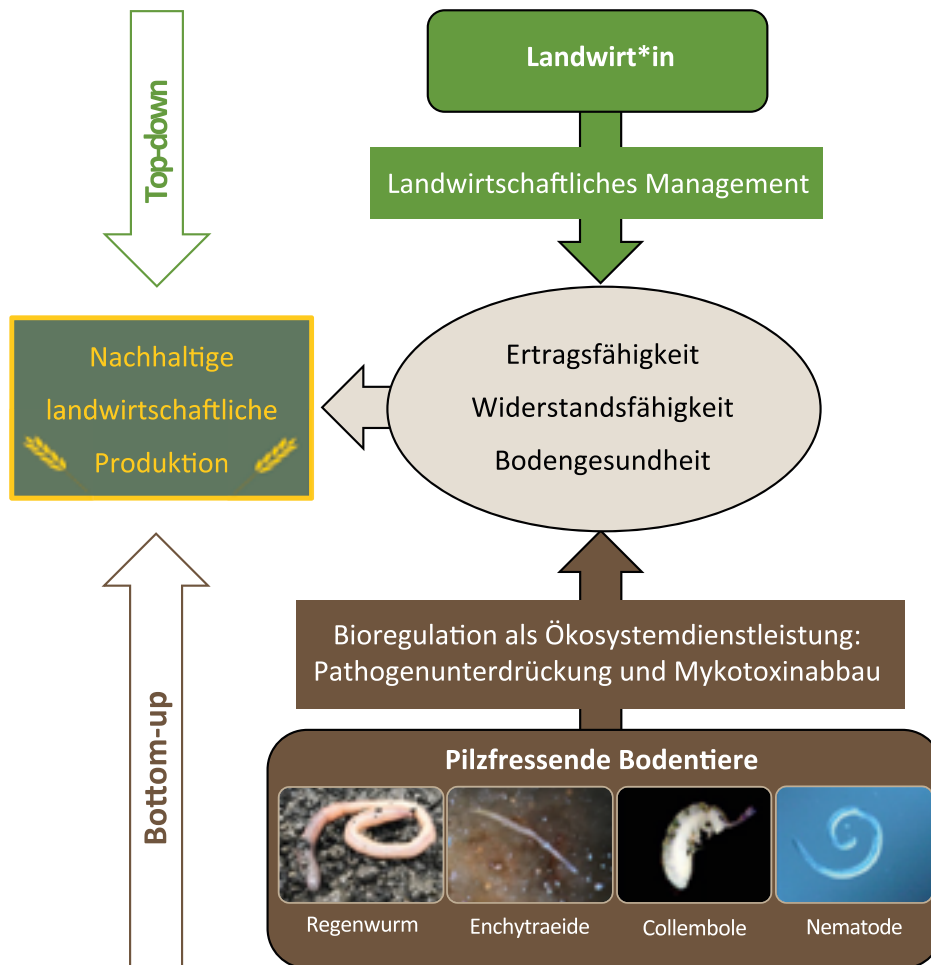 Top-down
Landwirt*in
Landwirtschaftliches Management
Nachhaltige
landwirtschaftliche
Produktion
Ertragsfähigkeit
Widerstandsfähigkeit
Bodengesundheit
Bottom-up
Bioregulation als Ökosystemdienstleistung:
Pathogenunterdrückung und Mykotoxinabbau
Pilzfressende Bodentiere
Regenwurm
Enchytraeide
Collembole
Nematode